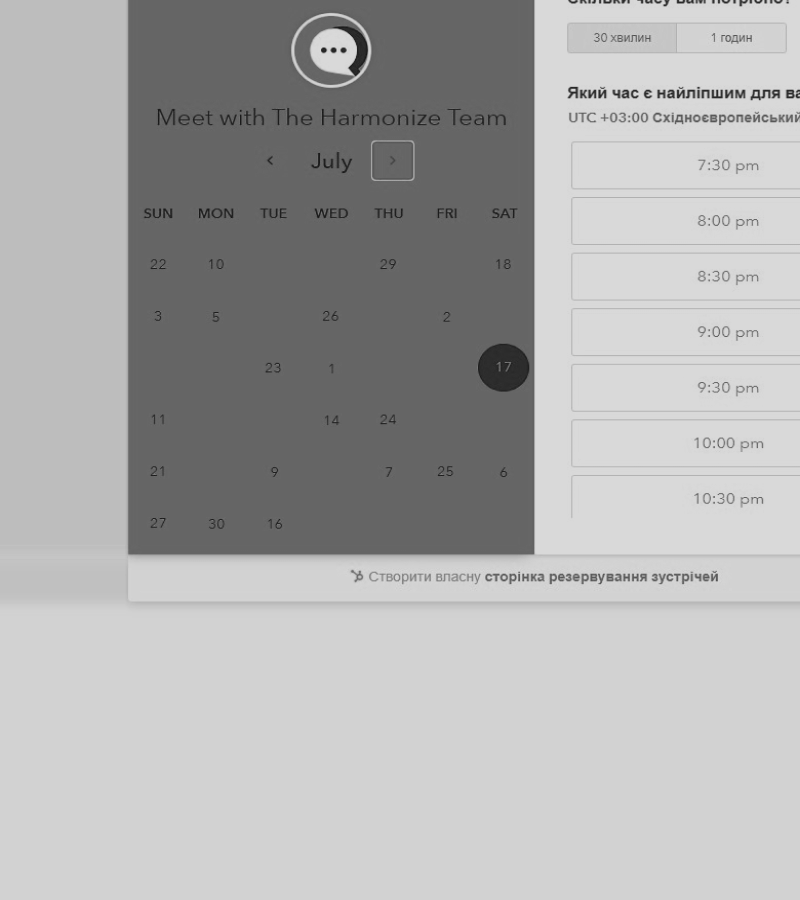 Скільки часу вам потрібно?
30 хвилин 1 годин
Meet with The Harmonize Team
July
SUN MON TUE WED THU FRI SAT
22 10 29 18
3 5 26 2
23 1 17
11 14 24
21 9 7 25 6
27 30 16
Який час є найліпшим для
UTC +03:00 Східноєвропейський
7:30 pm
8:00 pm
8:30 pm
9:00 pm
9:30 pm
10:00 pm
10:30 pm
Створити власну сторінка резервування зустрічей